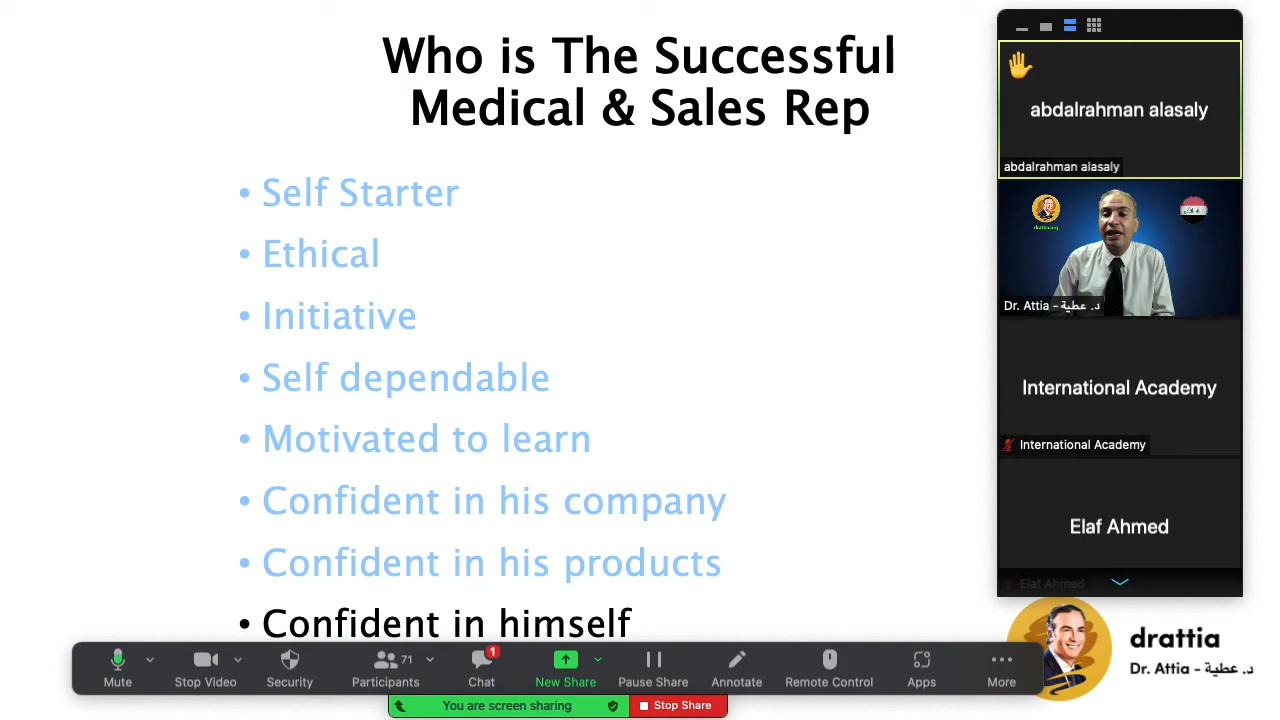 Who is The Successful
Medical & Sales Rep
• Self Starter
• Ethical
• Initiative
• Self dependable
• Motivated to learn
• Confident in his company
• Confident in his products
• Confident in himself
abdalrahman alasaly
abdalrahman alasaly
drattia.org
Dr. Attia - د. عطية
International Academy
International Academy
Elaf Ahmed
Elaf Ahmed
drattia
Dr. Attia - د. عطية
Mute
Stop Video
Security
71
Participants
1
Chat
New Share
Pause Share
Annotate
Remote Control
Apps
More
You are screen sharing
Stop Share